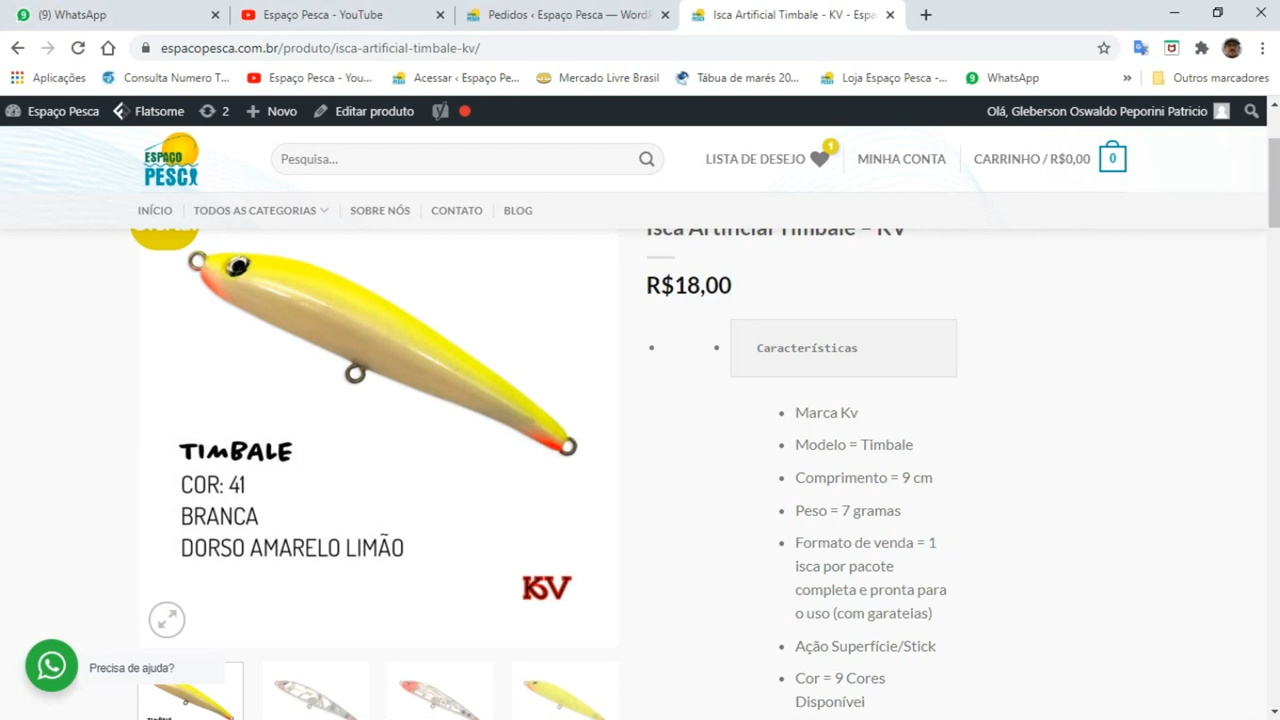 (9) WhatsApp
Espaço Pesca - YouTube
Pedidos ‹ Espaço Pesca — WordP
Isca Artificial Timbale - KV - Espa
espacopesca.com.br/produto/isca-artificial-timbale-kv/
Aplicações
Consulta Numero T...
Espaço Pesca - You...
Acessar ‹ Espaço Pe...
Mercado Livre Brasil
Tábua de marés 20...
Loja Espaço Pesca -...
WhatsApp
»
Outros marcadores
Espaço Pesca
Flatsome
2
Novo
Editar produto
Olá, Gleberson Oswaldo Peporini Patricio
ESPAÇO
PESCA
Pesquisa...
LISTA DE DESEJO
1
MINHA CONTA
CARRINHO / R$0,00
0
INÍCIO
TODOS AS CATEGORIAS
SOBRE NÓS
CONTATO
BLOG
Isca Artificial Timbale – KV
R$18,00
Características
Marca Kv
Modelo = Timbale
Comprimento = 9 cm
Peso = 7 gramas
Formato de venda = 1
isca por pacote
completa e pronta para
o uso (com garateias)
Ação Superfície/Stick
Cor = 9 Cores
Disponível
TIMBALE
COR: 41
BRANCA
DORSO AMARELO LIMÃO
KV
Precisa de ajuda?